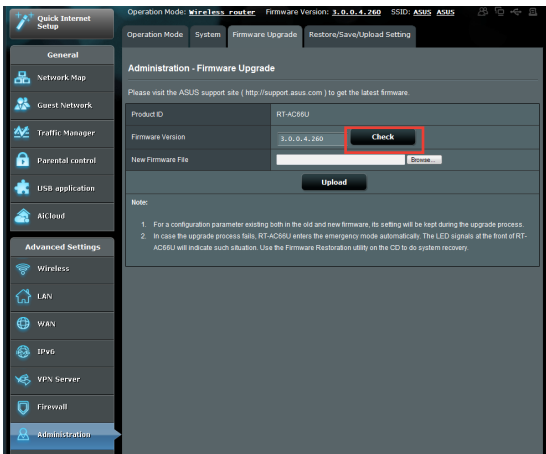 Quick Internet
Setup
Operation Mode: Wireless router Firmware Version: 3.0.0.4.260 SSID: ASUS ASUS
Operation Mode System Firmware Upgrade Restore/Save/Upload Setting
General
Network Map
Guest Network
Traffic Manager
Parental control
USB application
AiCloud
Advanced Settings
Wireless
LAN
WAN
IPv6
VPN Server
Firewall
Administration
Administration - Firmware Upgrade
Please visit the ASUS support site ( http://support.asus.com ) to get the latest firmware.
Product ID RT-AC66U
Firmware Version 3.0.0.4.260 Check
New Firmware File Browse...
Upload
Note:
1. For a configuration parameter existing both in the old and new firmware, its setting will be kept during the upgrade process.
2. In case the upgrade process fails, RT-AC66U enters the emergency mode automatically. The LED signals at the front of RT-
AC66U will indicate such situation. Use the Firmware Restoration utility on the CD to do system recovery.